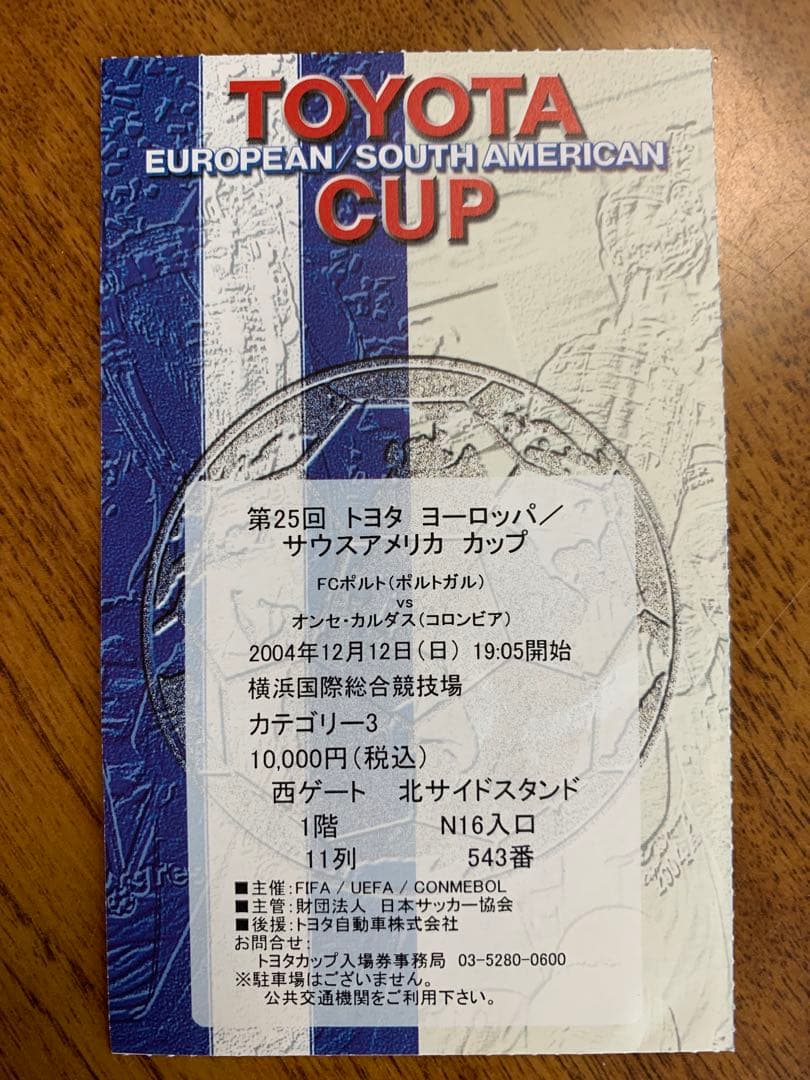 TOYOTA
EUROPEAN/SOUTH AMERICAN
CUP
第25回 トヨタ ヨーロッパ／
サウスアメリカ カップ
FCポルト（ポルトガル）
vs
オンセ・カルダス（コロンビア）
2004年12月12日（日） 19:05開始
横浜国際総合競技場
カテゴリー3
10,000円（税込）
西ゲート 北サイドスタンド
1階 N16入口
11列 543番
■主催：FIFA / UEFA / CONMEBOL
■主管：財団法人 日本サッカー協会
■後援：トヨタ自動車株式会社
お問合せ：
トヨタカップ入場券事務局 03-5280-0600
※駐車場はございません。
公共交通機関をご利用下さい。